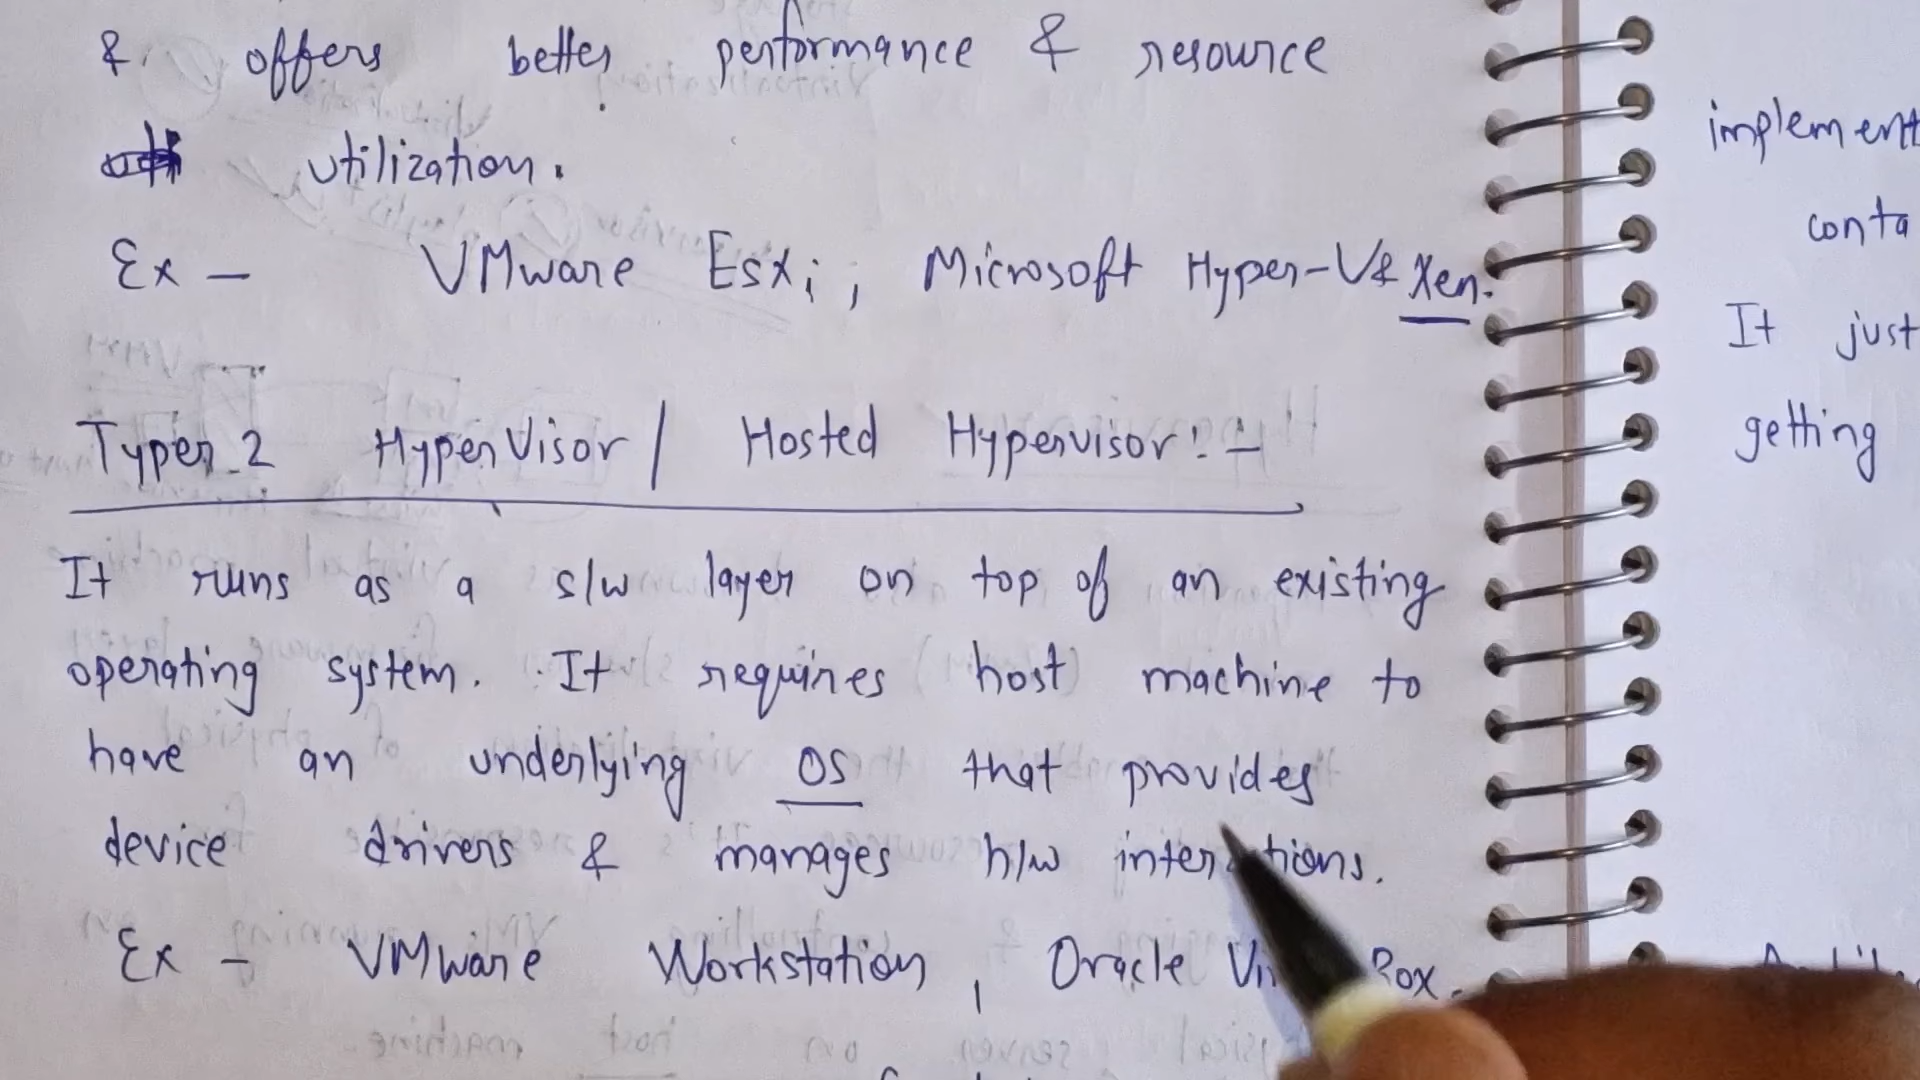 & offers better performance & resource
utilization.
Ex - VMware Esxi, Microsoft Hyper-V & Xen.
Typer 2 HyperVisor / Hosted Hypervisor:-
It runs as a s/w layer on top of an existing
operating system. It requires host machine to
have an underlying OS that provides
device drivers & manages h/w interactions.
Ex - VMware Workstation, Oracle Box.
implement
conta
It just
getting